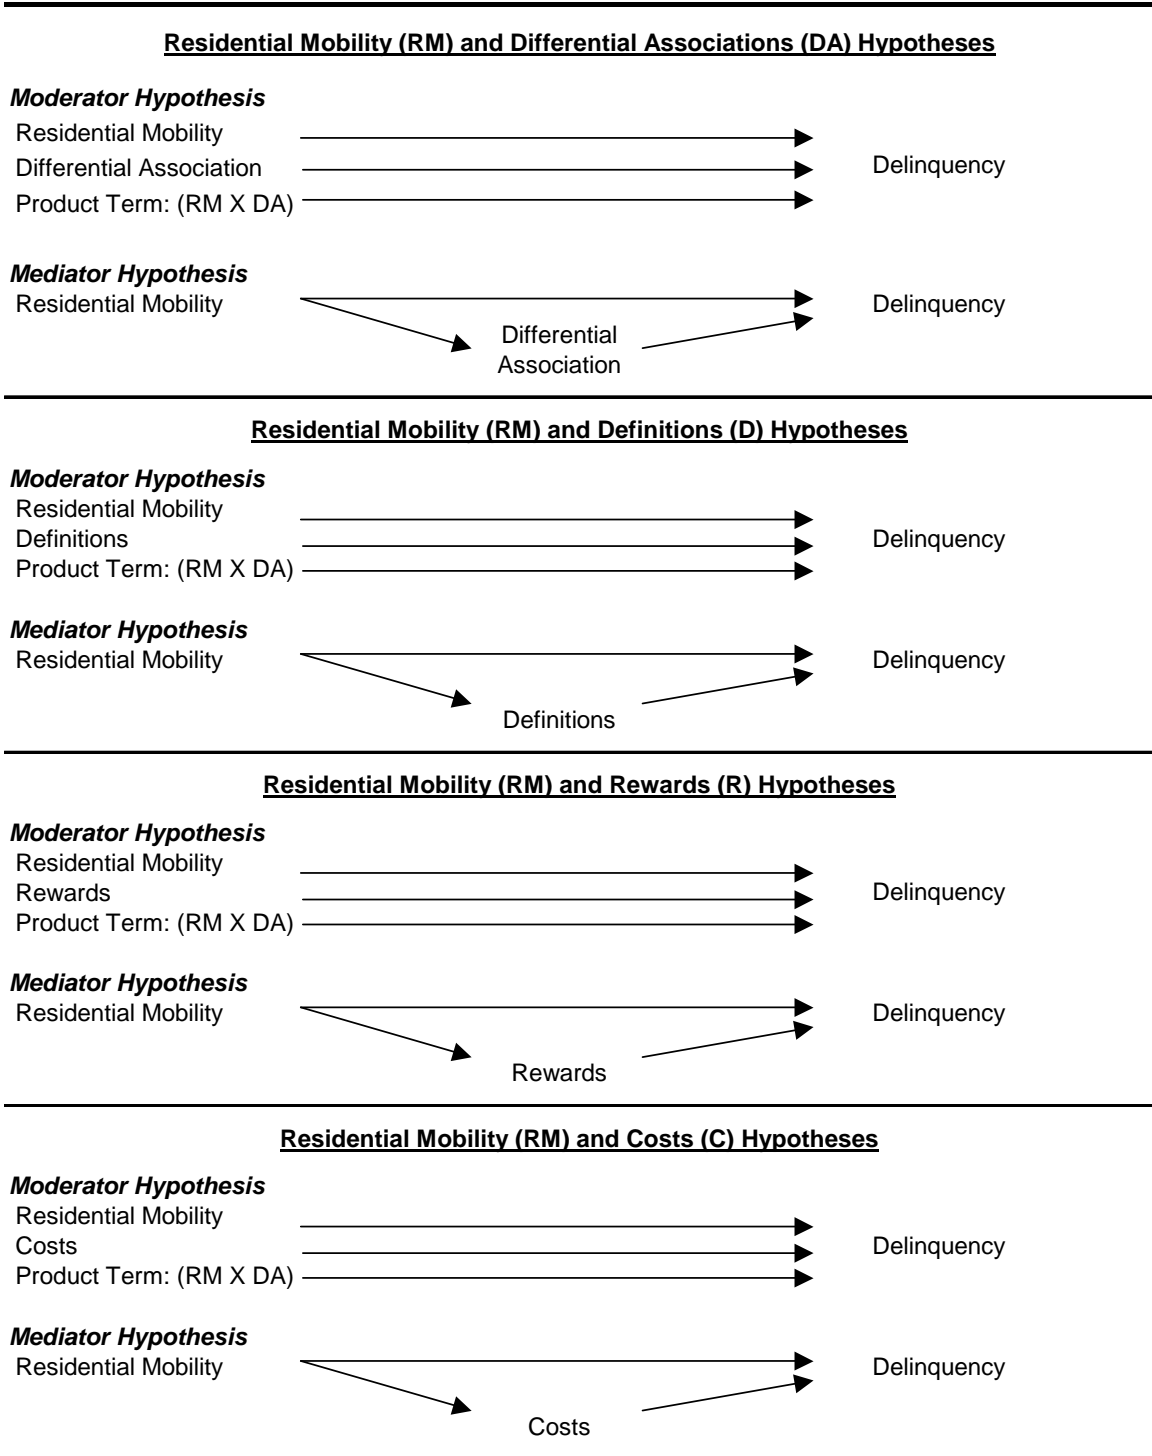 Residential Mobility (RM) and Differential Associations (DA) Hypotheses
Moderator Hypothesis
Residential Mobility
Differential Association
Delinquency
Product Term: (RM X DA)
Mediator Hypothesis
Residential Mobility
Delinquency
Differential
Association
Residential Mobility (RM) and Definitions (D) Hypotheses
Moderator Hypothesis
Residential Mobility
Definitions
Delinquency
Product Term: (RM X DA)
Mediator Hypothesis
Residential Mobility
Delinquency
Definitions
Residential Mobility (RM) and Rewards (R) Hypotheses
Moderator Hypothesis
Residential Mobility
Rewards
Delinquency
Product Term: (RM X DA)
Mediator Hypothesis
Residential Mobility
Delinquency
Rewards
Residential Mobility (RM) and Costs (C) Hypotheses
Moderator Hypothesis
Residential Mobility
Costs
Delinquency
Product Term: (RM X DA)
Mediator Hypothesis
Residential Mobility
Delinquency
Costs